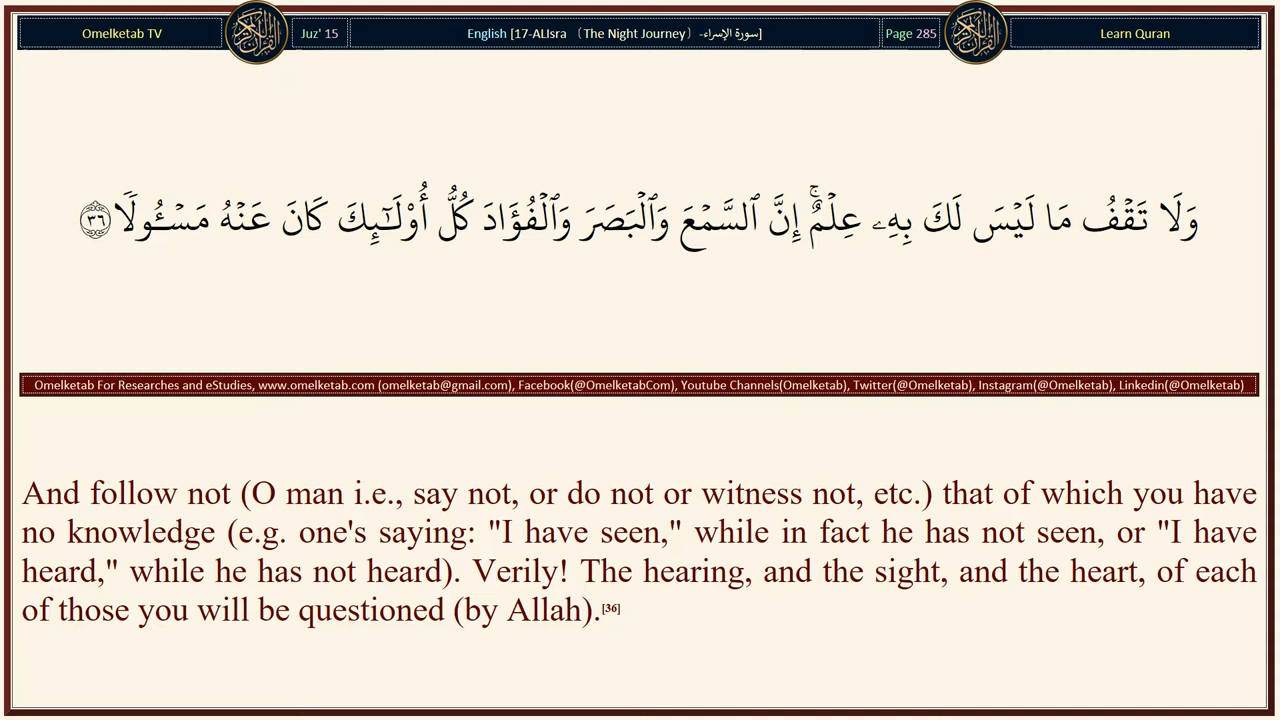 Omelketab TV
Juz' 15
English [17-ALIsra 〔The Night Journey〕 -سورة الإسراء]
Page 285
Learn Quran
وَلَا تَقۡفُ مَا لَيۡسَ لَكَ بِهِۦ عِلۡمٌۚ إِنَّ ٱلسَّمۡعَ وَٱلۡبَصَرَ وَٱلۡفُؤَادَ كُلُّ أُوْلَٰٓئِكَ كَانَ عَنۡهُ مَسۡـُٔولٗا ٣٦
Omelketab For Researches and eStudies, www.omelketab.com (omelketab@gmail.com), Facebook(@OmelketabCom), Youtube Channels(Omelketab), Twitter(@Omelketab), Instagram(@Omelketab), Linkedin(@Omelketab)
And follow not (O man i.e., say not, or do not or witness not, etc.) that of which you have
no knowledge (e.g. one's saying: "I have seen," while in fact he has not seen, or "I have
heard," while he has not heard). Verily! The hearing, and the sight, and the heart, of each
of those you will be questioned (by Allah).[36]